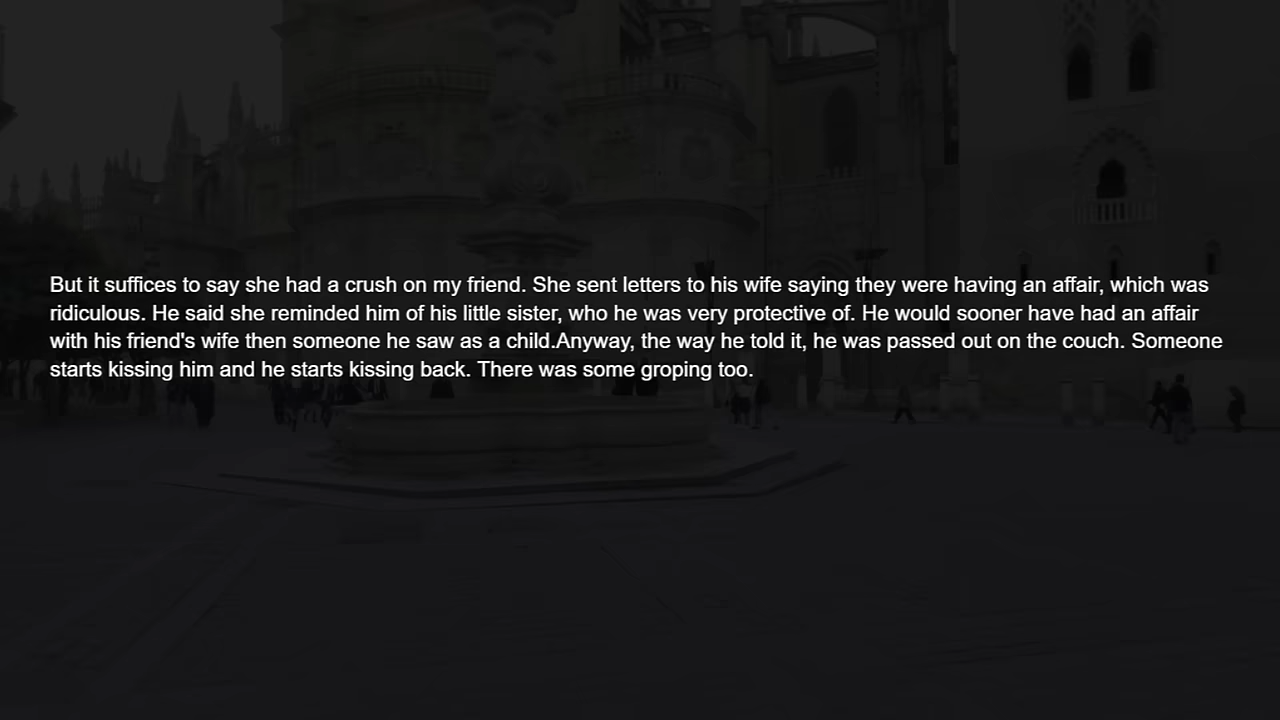 But it suffices to say she had a crush on my friend. She sent letters to his wife saying they were having an affair, which was
ridiculous. He said she reminded him of his little sister, who he was very protective of. He would sooner have had an affair
with his friend's wife then someone he saw as a child.Anyway, the way he told it, he was passed out on the couch. Someone
starts kissing him and he starts kissing back. There was some groping too.